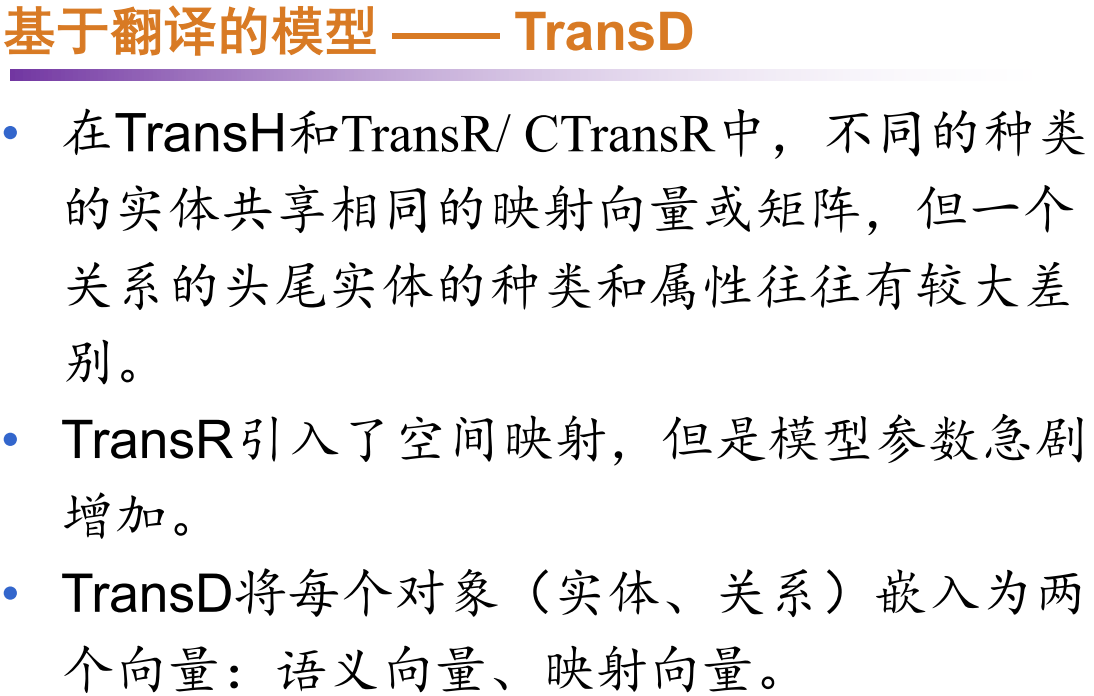 基于翻译的模型 —— TransD
• 在TransH和TransR/ CTransR中，不同的种类
的实体共享相同的映射向量或矩阵，但一个
关系的头尾实体的种类和属性往往有较大差
别。
• TransR引入了空间映射，但是模型参数急剧
增加。
• TransD将每个对象（实体、关系）嵌入为两
个向量：语义向量、映射向量。